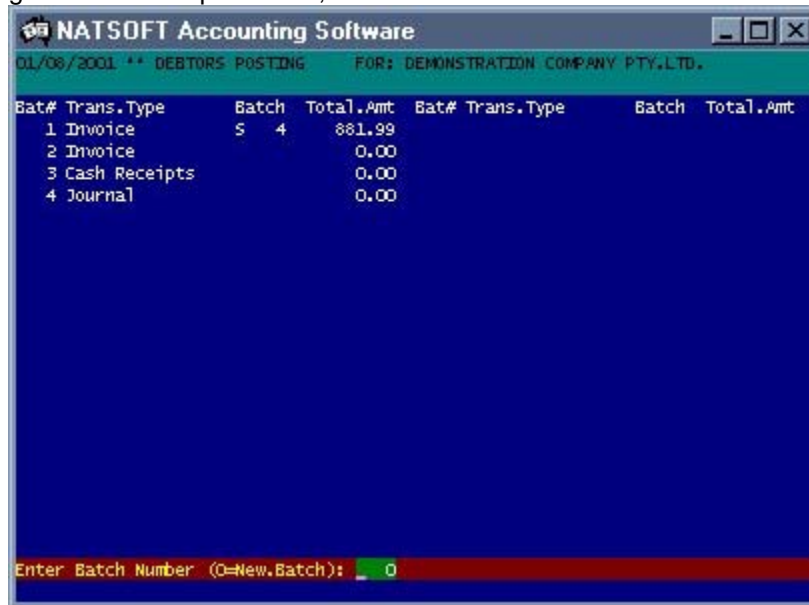 NATSOFT Accounting Software
01/08/2001 ** DEBTORS POSTING FOR: DEMONSTRATION COMPANY PTY.LTD.
Bat# Trans.Type Batch Total.Amt Bat# Trans.Type Batch Total.Amt
1 Invoice S 4 881.99
2 Invoice 0.00
3 Cash Receipts 0.00
4 Journal 0.00
Enter Batch Number (0=New.Batch): _ 0